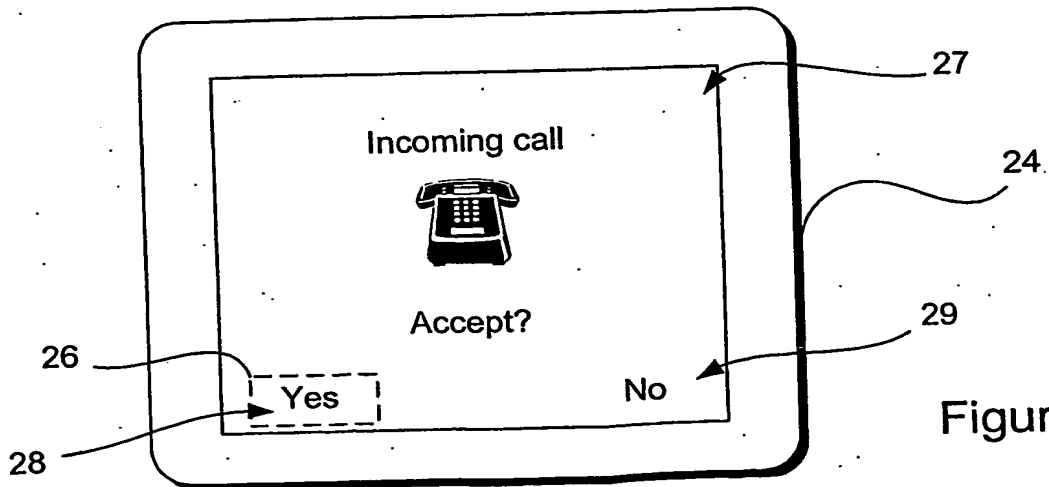 27
Incoming call
24
Accept?
29
26
Yes
No
Figur
28